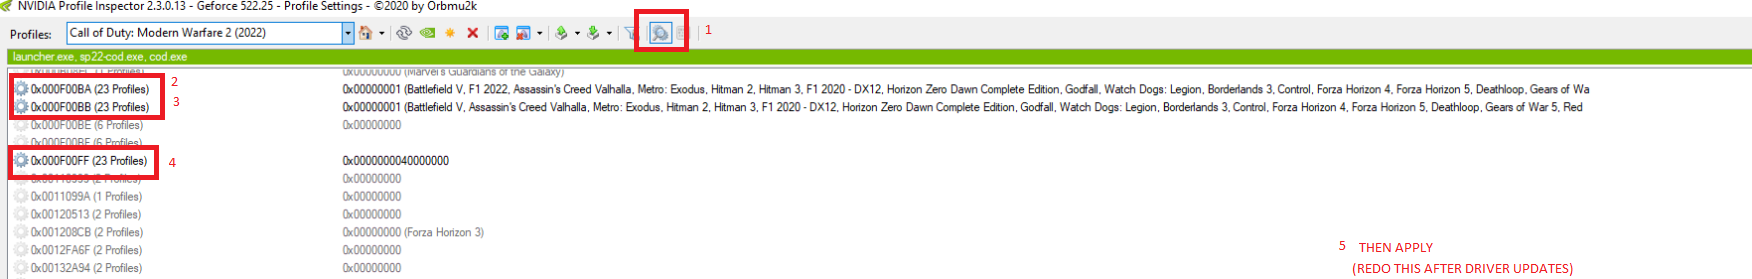 NVIDIA Profile Inspector 2.3.0.13 - Geforce 522.25 - Profile Settings - ©2020 by Orbmu2k
Profiles: Call of Duty: Modern Warfare 2 (2022) 1
launcher.exe, sp22-cod.exe, cod.exe
0x00000000 (Marvel's Guardians of the Galaxy)
0x000F00BA (23 Profiles) 2 0x00000001 (Battlefield V, F1 2022, Assassin's Creed Valhalla, Metro: Exodus, Hitman 2, Hitman 3, F1 2020 - DX12, Horizon Zero Dawn Complete Edition, Godfall, Watch Dogs: Legion, Borderlands 3, Control, Forza Horizon 4, Forza Horizon 5, Deathloop, Gears of Wa
0x000F00BB (23 Profiles) 3 0x00000001 (Battlefield V, Assassin's Creed Valhalla, Metro: Exodus, Hitman 2, Hitman 3, F1 2020 - DX12, Horizon Zero Dawn Complete Edition, Godfall, Watch Dogs: Legion, Borderlands 3, Control, Forza Horizon 4, Forza Horizon 5, Deathloop, Gears of War 5, Red
0x000F00BE (6 Profiles) 0x00000000
0x000F00BF (6 Profiles)
0x000F00FF (23 Profiles) 4 0x0000000040000000
(2 Profiles) 0x00000000
0x0011099A (1 Profiles) 0x00000000
0x00120513 (2 Profiles) 0x00000000
0x001208CB (2 Profiles) 0x00000000 (Forza Horizon 3)
0x0012FA6F (2 Profiles) 0x00000000
5 THEN APPLY
0x00132A94 (2 Profiles) 0x00000000
(REDO THIS AFTER DRIVER UPDATES)